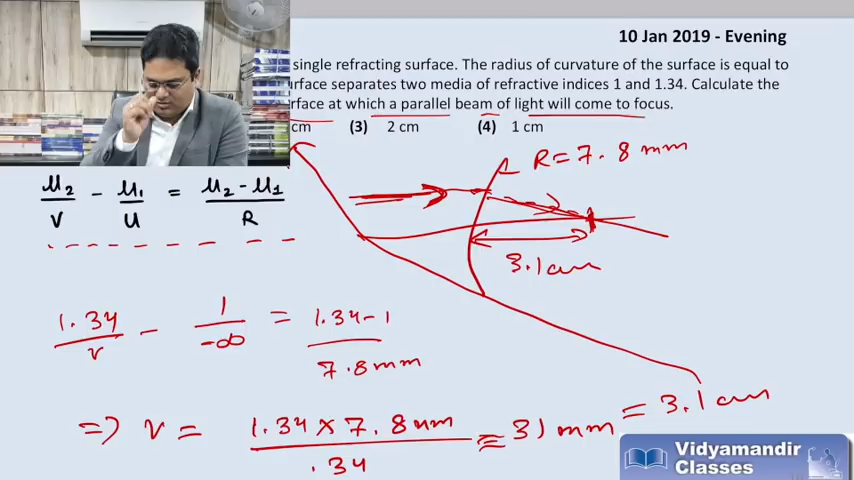 10 Jan 2019 - Evening
single refracting surface. The radius of curvature of the surface is equal to
rface separates two media of refractive indices 1 and 1.34. Calculate the
rface at which a parallel beam of light will come to focus.
cm (3) 2 cm (4) 1 cm
R = 7.8 mm
μ2/V - μ1/U = μ2-μ1/R
3.1 cm
1.34/v - 1/-∞ = 1.34-1/7.8mm
⇒ v = 1.34 × 7.8 mm/.34 ≅ 31 mm = 3.1 cm
Vidyamandir
Classes